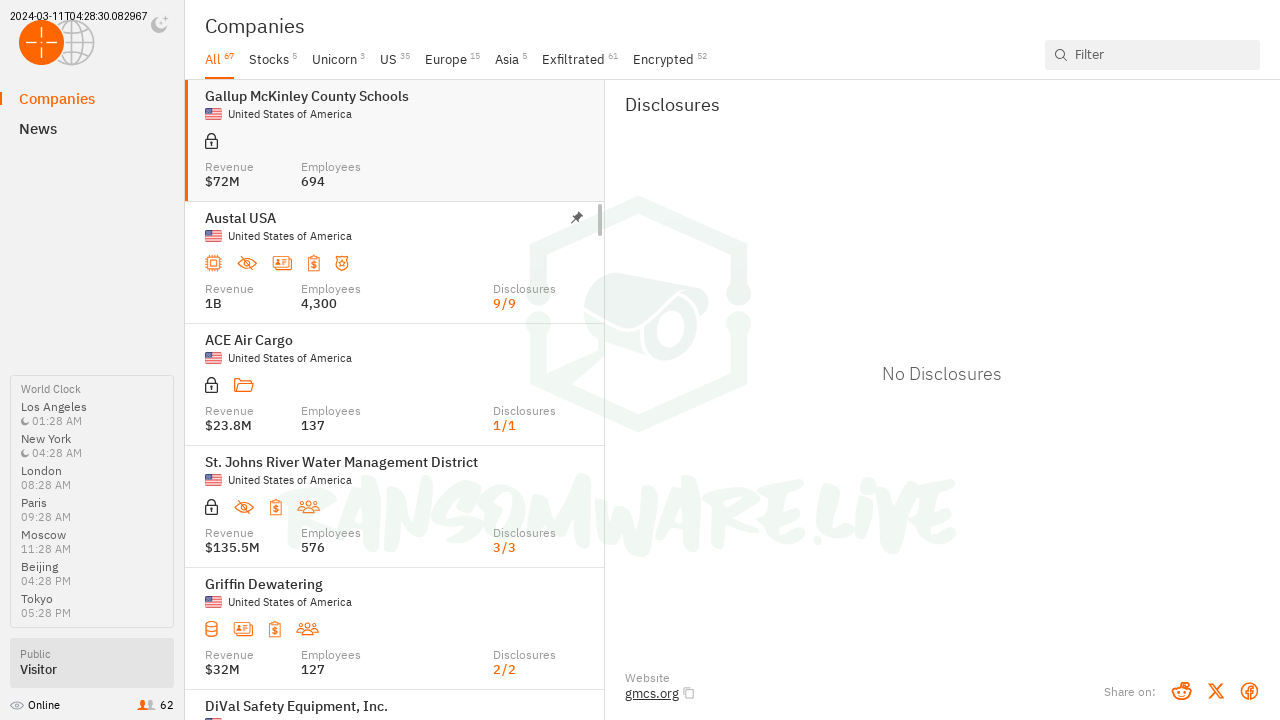 2024-03-11T04:28:30.082967
Companies
News
World Clock
Los Angeles
01:28 AM
New York
04:28 AM
London
08:28 AM
Paris
09:28 AM
Moscow
11:28 AM
Beijing
04:28 PM
Tokyo
05:28 PM
Public
Visitor
Online 62
Companies
All 67 Stocks 5 Unicorn 3 US 35 Europe 15 Asia 5 Exfiltrated 61 Encrypted 52
Filter
Gallup McKinley County Schools
United States of America
Revenue Employees
$72M 694
Austal USA
United States of America
Revenue Employees Disclosures
1B 4,300 9/9
ACE Air Cargo
United States of America
Revenue Employees Disclosures
$23.8M 137 1/1
St. Johns River Water Management District
United States of America
Revenue Employees Disclosures
$135.5M 576 3/3
Griffin Dewatering
United States of America
Revenue Employees Disclosures
$32M 127 2/2
DiVal Safety Equipment, Inc.
Disclosures
No Disclosures
RANSOMWARE.LIVE
Website
gmcs.org
Share on: